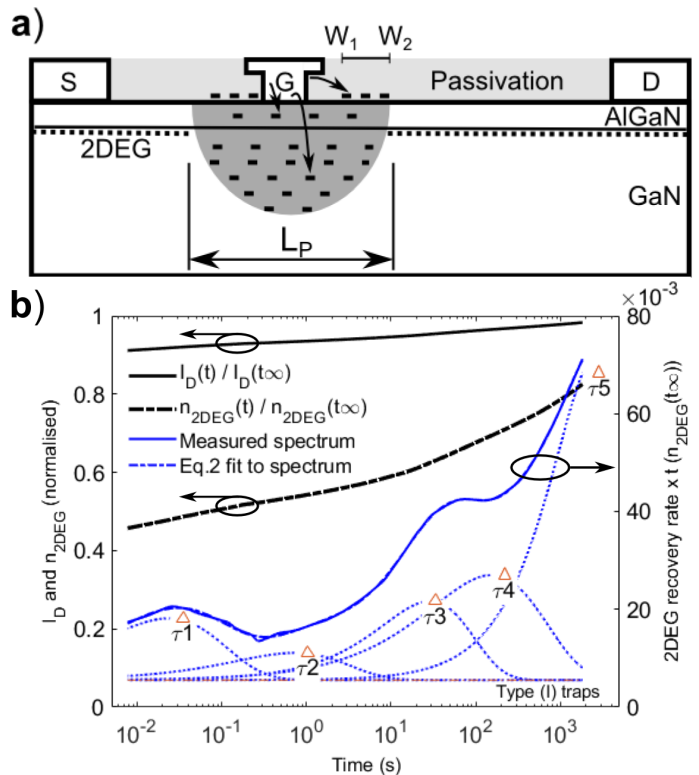 a)
W1 W2
S G Passivation D
AlGaN
2DEG
GaN
LP
b)
×10-3
1 80
ID(t) / ID(t∞)
n2DEG(t) / n2DEG(t∞)
Measured spectrum
Eq.2 fit to spectrum
0.8
0.6
0.4
0.2
0
60
40
20
0
τ1
τ2
τ3
τ4
τ5
Type (I) traps
ID and n2DEG (normalised)
2DEG recovery rate x t (n2DEG(t∞))
10-2 10-1 100 101 102 103
Time (s)